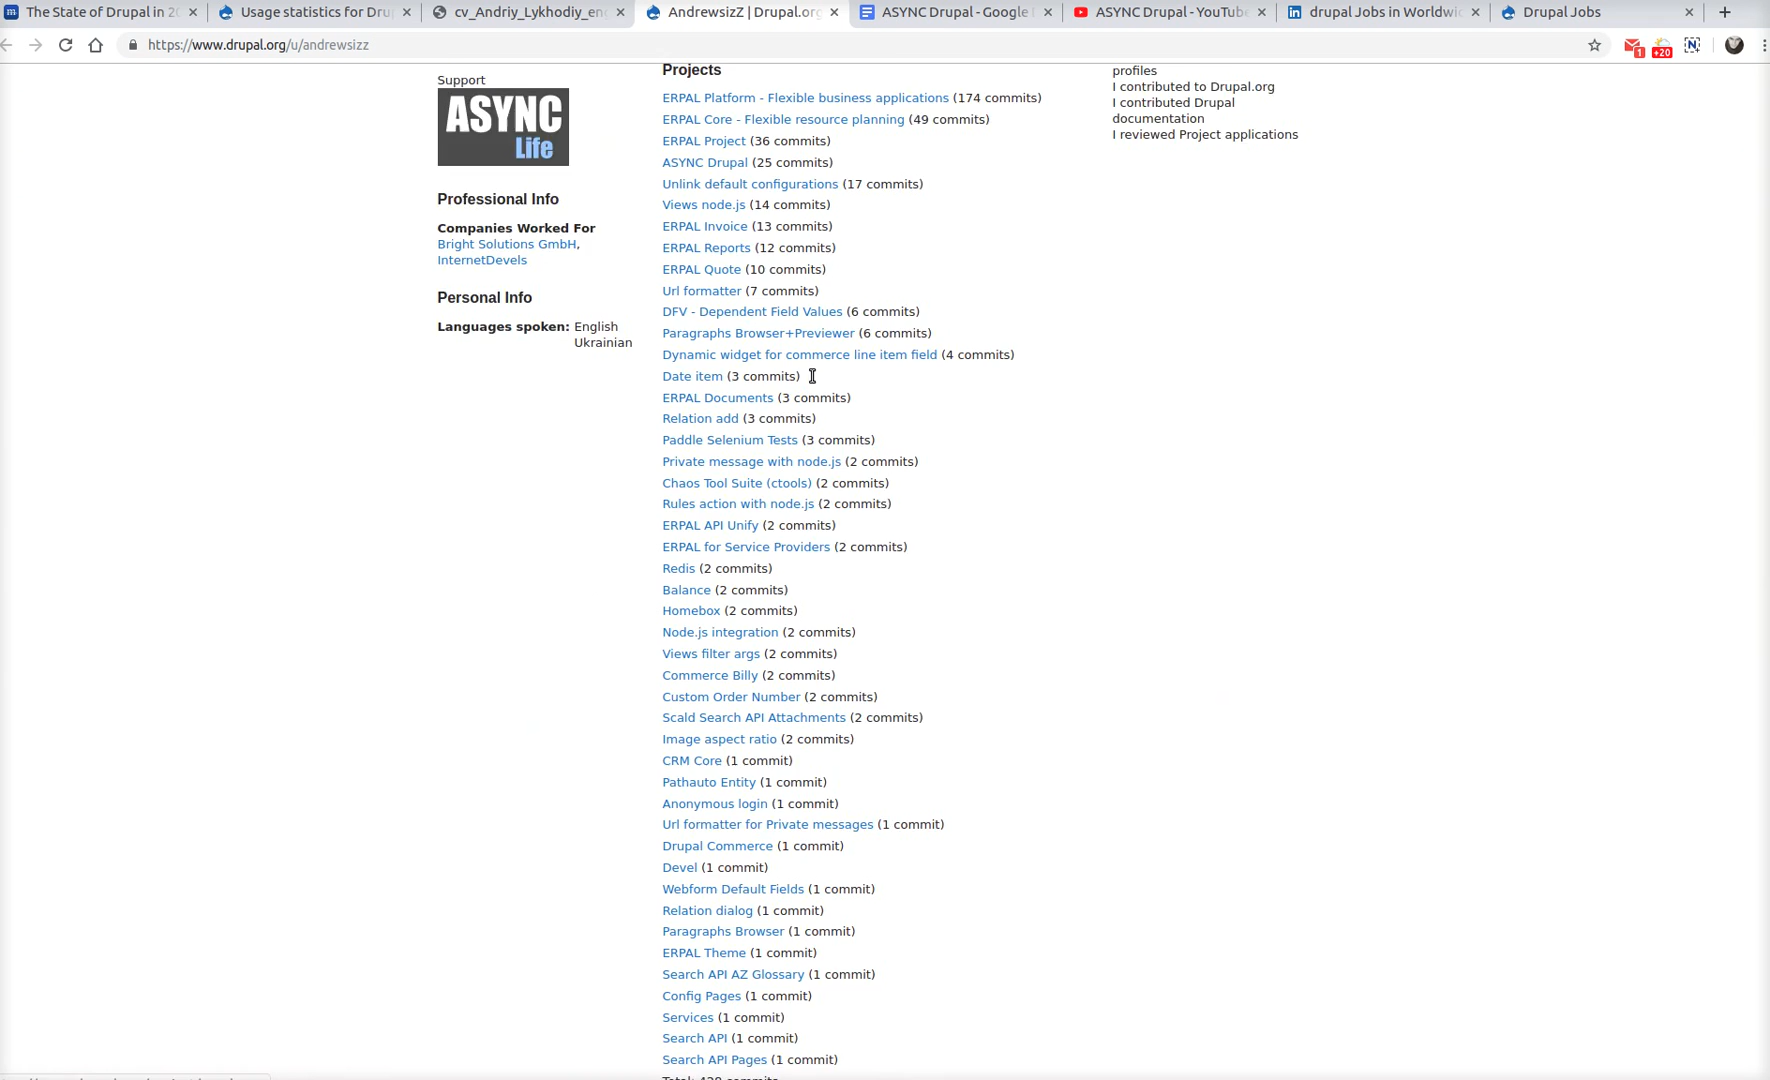 The State of Drupal in 20
Usage statistics for Dru
cv_Andriy_Lykhodiy_en
AndrewsizZ | Drupal.org
ASYNC Drupal - Google
ASYNC Drupal - YouTube
drupal Jobs in Worldwi
Drupal Jobs
https://www.drupal.org/u/andrewsizz
1
+20
N
Support
ASYNC
Life
Professional Info
Companies Worked For
Bright Solutions GmbH,
InternetDevels
Personal Info
Languages spoken: English
Ukrainian
Projects
ERPAL Platform - Flexible business applications (174 commits)
ERPAL Core - Flexible resource planning (49 commits)
ERPAL Project (36 commits)
ASYNC Drupal (25 commits)
Unlink default configurations (17 commits)
Views node.js (14 commits)
ERPAL Invoice (13 commits)
ERPAL Reports (12 commits)
ERPAL Quote (10 commits)
Url formatter (7 commits)
DFV - Dependent Field Values (6 commits)
Paragraphs Browser+Previewer (6 commits)
Dynamic widget for commerce line item field (4 commits)
Date item (3 commits)
ERPAL Documents (3 commits)
Relation add (3 commits)
Paddle Selenium Tests (3 commits)
Private message with node.js (2 commits)
Chaos Tool Suite (ctools) (2 commits)
Rules action with node.js (2 commits)
ERPAL API Unify (2 commits)
ERPAL for Service Providers (2 commits)
Redis (2 commits)
Balance (2 commits)
Homebox (2 commits)
Node.js integration (2 commits)
Views filter args (2 commits)
Commerce Billy (2 commits)
Custom Order Number (2 commits)
Scald Search API Attachments (2 commits)
Image aspect ratio (2 commits)
CRM Core (1 commit)
Pathauto Entity (1 commit)
Anonymous login (1 commit)
Url formatter for Private messages (1 commit)
Drupal Commerce (1 commit)
Devel (1 commit)
Webform Default Fields (1 commit)
Relation dialog (1 commit)
Paragraphs Browser (1 commit)
ERPAL Theme (1 commit)
Search API AZ Glossary (1 commit)
Config Pages (1 commit)
Services (1 commit)
Search API (1 commit)
Search API Pages (1 commit)
profiles
I contributed to Drupal.org
I contributed Drupal
documentation
I reviewed Project applications